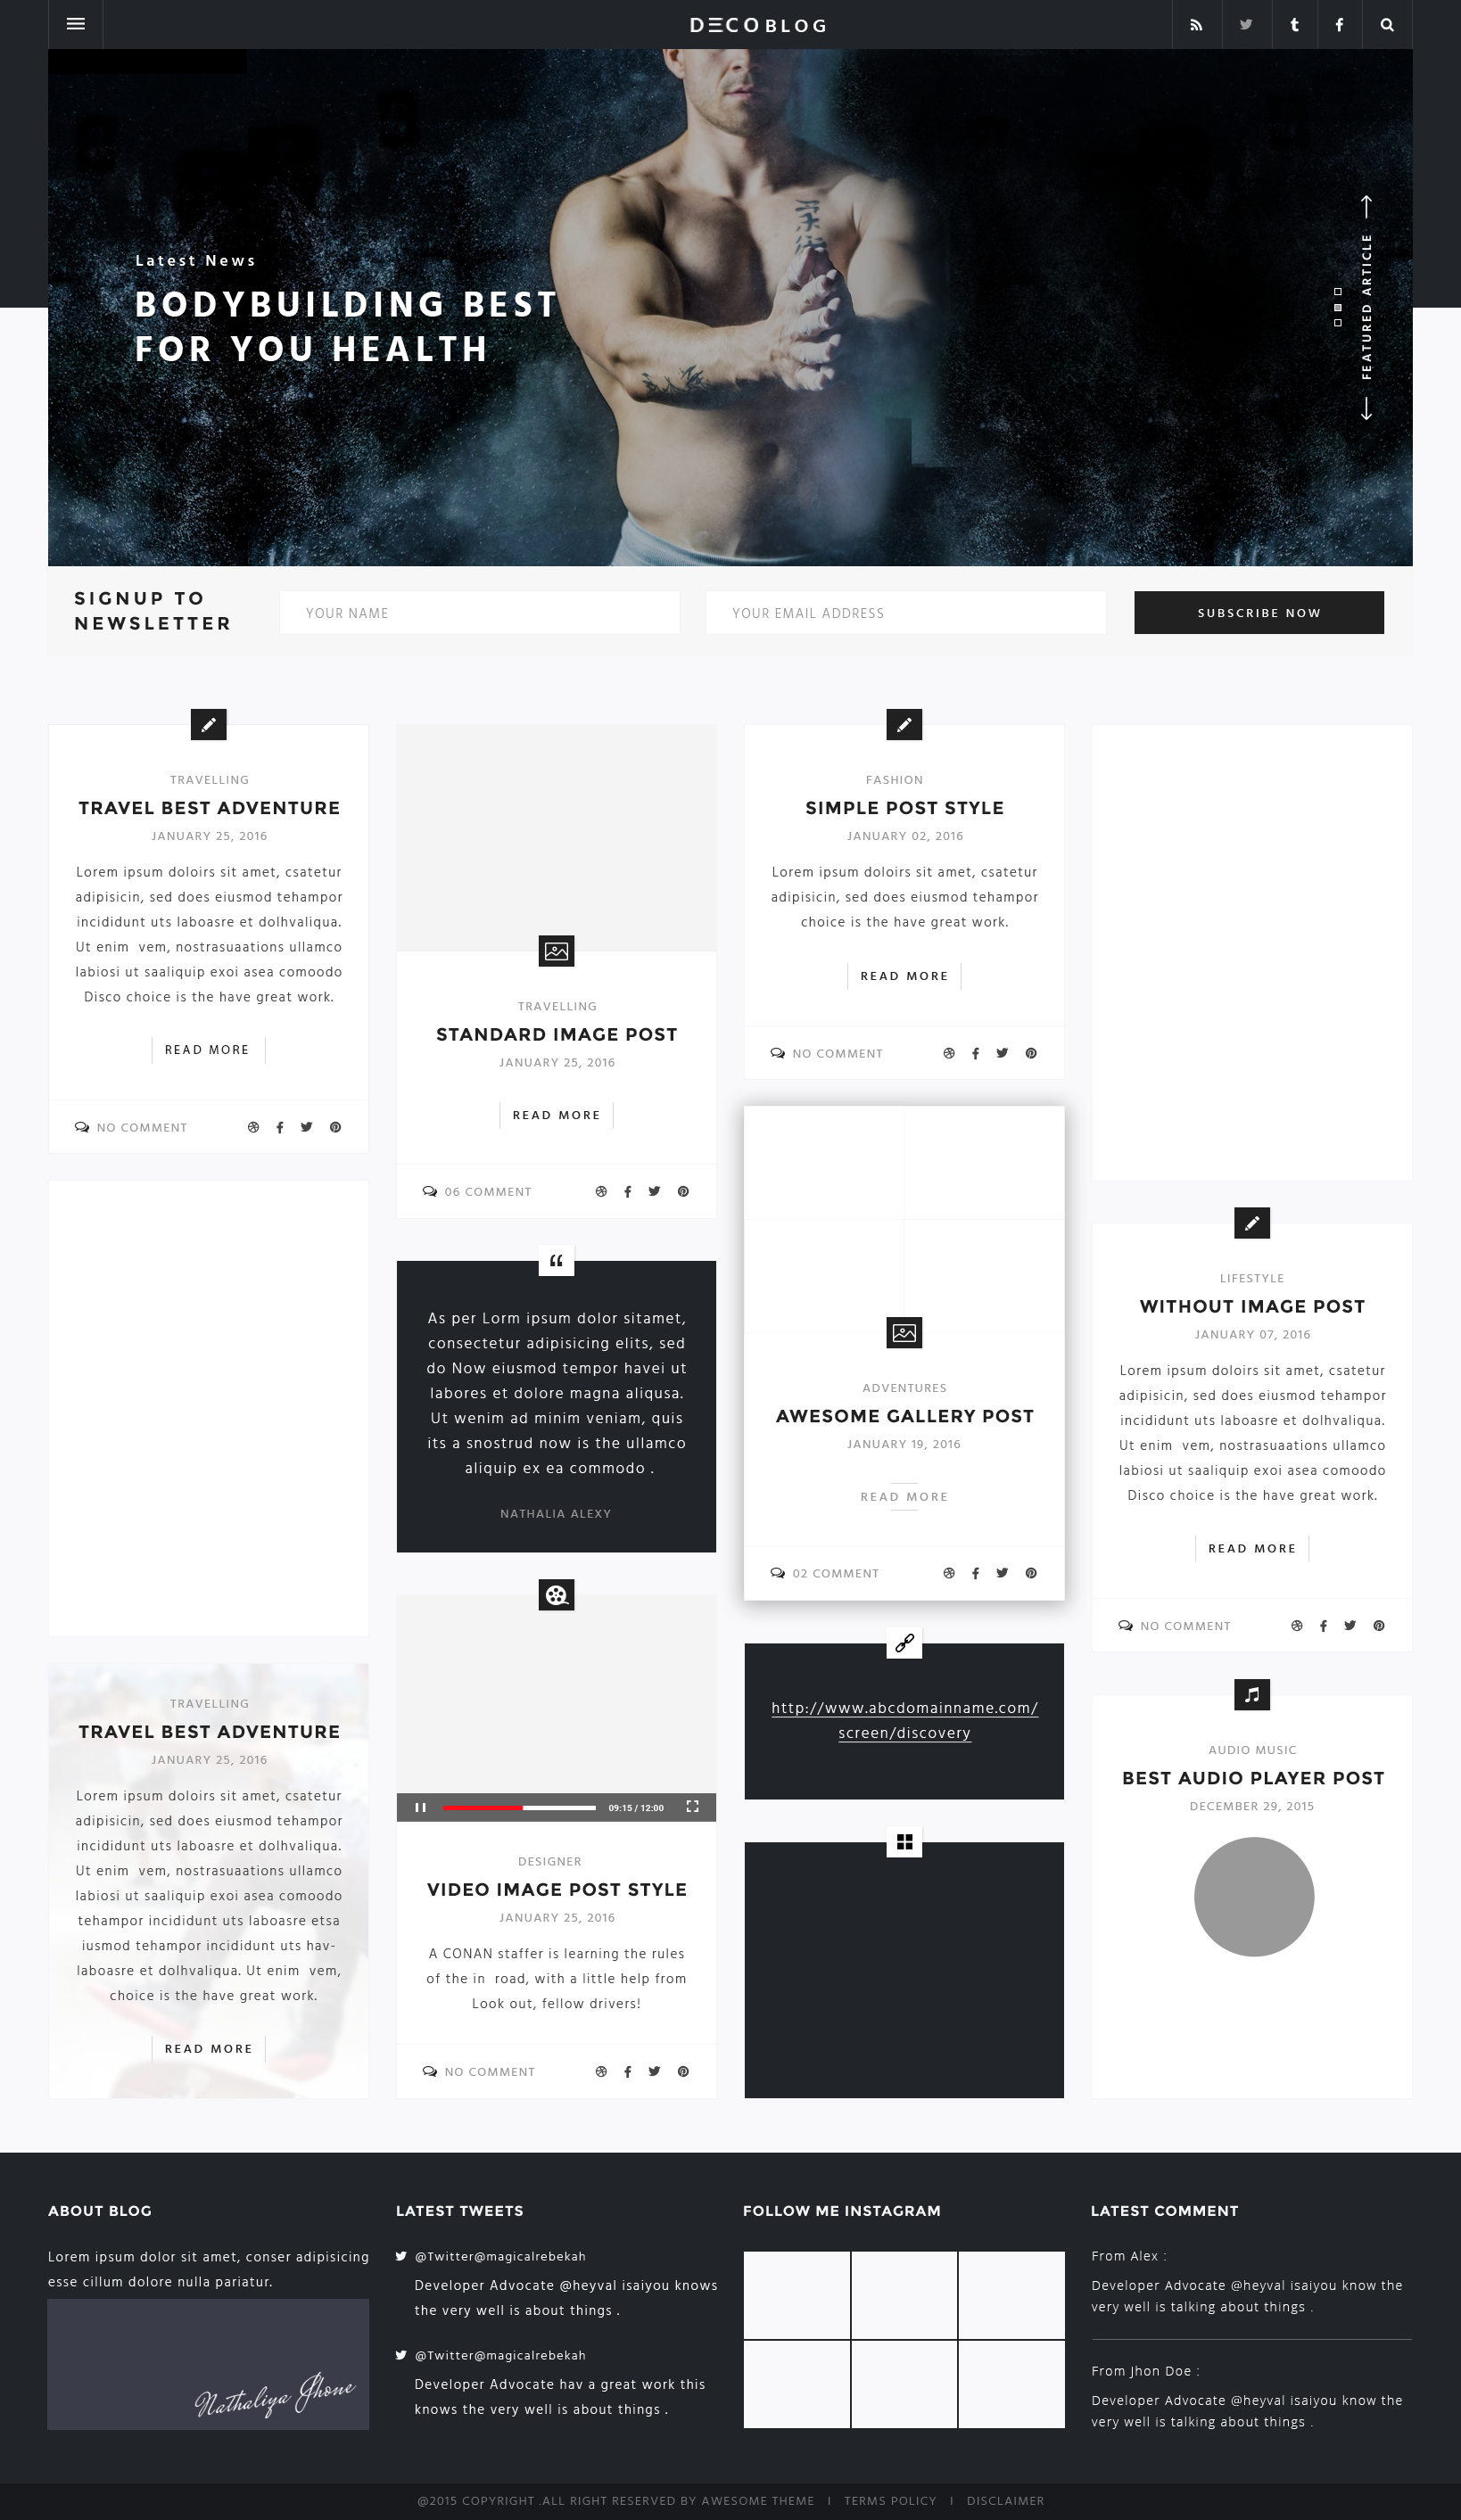 DECOBLOG
Latest News
BODYBUILDING BEST
FOR YOU HEALTH
FEATURED ARTICLE
SIGNUP TO
NEWSLETTER
YOUR NAME
YOUR EMAIL ADDRESS
SUBSCRIBE NOW
TRAVELLING
TRAVEL BEST ADVENTURE
JANUARY 25, 2016
Lorem ipsum doloirs sit amet, csatetur
adipisicin, sed does eiusmod tehampor
incididunt uts laboasre et dolhvaliqua.
Ut enim vem, nostrasuaations ullamco
labiosi ut saaliquip exoi asea comoodo
Disco choice is the have great work.
READ MORE
NO COMMENT
TRAVELLING
TRAVEL BEST ADVENTURE
JANUARY 25, 2016
Lorem ipsum doloirs sit amet, csatetur
adipisicin, sed does eiusmod tehampor
incididunt uts laboasre et dolhvaliqua.
Ut enim vem, nostrasuaations ullamco
labiosi ut saaliquip exoi asea comoodo
tehampor incididunt uts laboasre etsa
iusmod tehampor incididunt uts hav-
laboasre et dolhvaliqua. Ut enim vem,
choice is the have great work.
READ MORE
TRAVELLING
STANDARD IMAGE POST
JANUARY 25, 2016
READ MORE
06 COMMENT
“
As per Lorm ipsum dolor sitamet,
consectetur adipisicing elits, sed
do Now eiusmod tempor havei ut
labores et dolore magna aliqusa.
Ut wenim ad minim veniam, quis
its a snostrud now is the ullamco
aliquip ex ea commodo .
NATHALIA ALEXY
09:15 / 12:00
DESIGNER
VIDEO IMAGE POST STYLE
JANUARY 25, 2016
A CONAN staffer is learning the rules
of the in road, with a little help from
Look out, fellow drivers!
NO COMMENT
FASHION
SIMPLE POST STYLE
JANUARY 02, 2016
Lorem ipsum doloirs sit amet, csatetur
adipisicin, sed does eiusmod tehampor
choice is the have great work.
READ MORE
NO COMMENT
ADVENTURES
AWESOME GALLERY POST
JANUARY 19, 2016
READ MORE
02 COMMENT
http://www.abcdomainname.com/
screen/discovery
LIFESTYLE
WITHOUT IMAGE POST
JANUARY 07, 2016
Lorem ipsum doloirs sit amet, csatetur
adipisicin, sed does eiusmod tehampor
incididunt uts laboasre et dolhvaliqua.
Ut enim vem, nostrasuaations ullamco
labiosi ut saaliquip exoi asea comoodo
Disco choice is the have great work.
READ MORE
NO COMMENT
AUDIO MUSIC
BEST AUDIO PLAYER POST
DECEMBER 29, 2015
ABOUT BLOG
Lorem ipsum dolor sit amet, conser adipisicing
esse cillum dolore nulla pariatur.
Nathaliya Jhone
LATEST TWEETS
@Twitter@magicalrebekah
Developer Advocate @heyval isaiyou knows
the very well is about things .
@Twitter@magicalrebekah
Developer Advocate hav a great work this
knows the very well is about things .
FOLLOW ME INSTAGRAM
LATEST COMMENT
From Alex :
Developer Advocate @heyval isaiyou know the
very well is talking about things .
From Jhon Doe :
Developer Advocate @heyval isaiyou know the
very well is talking about things .
@2015 COPYRIGHT .ALL RIGHT RESERVED BY AWESOME THEME I TERMS POLICY I DISCLAIMER